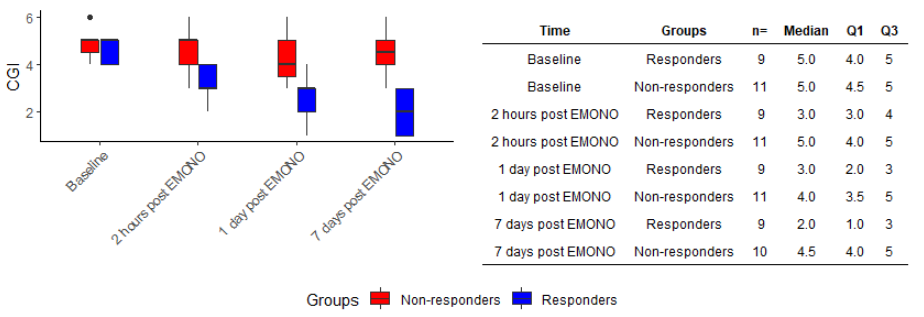 CGI
6
4
2
Baseline
2 hours post EMONO
1 day post EMONO
7 days post EMONO
Time Groups n= Median Q1 Q3
Baseline Responders 9 5.0 4.0 5
Baseline Non-responders 11 5.0 4.5 5
2 hours post EMONO Responders 9 3.0 3.0 4
2 hours post EMONO Non-responders 11 5.0 4.0 5
1 day post EMONO Responders 9 3.0 2.0 3
1 day post EMONO Non-responders 11 4.0 3.5 5
7 days post EMONO Responders 9 2.0 1.0 3
7 days post EMONO Non-responders 10 4.5 4.0 5
Groups Non-responders Responders